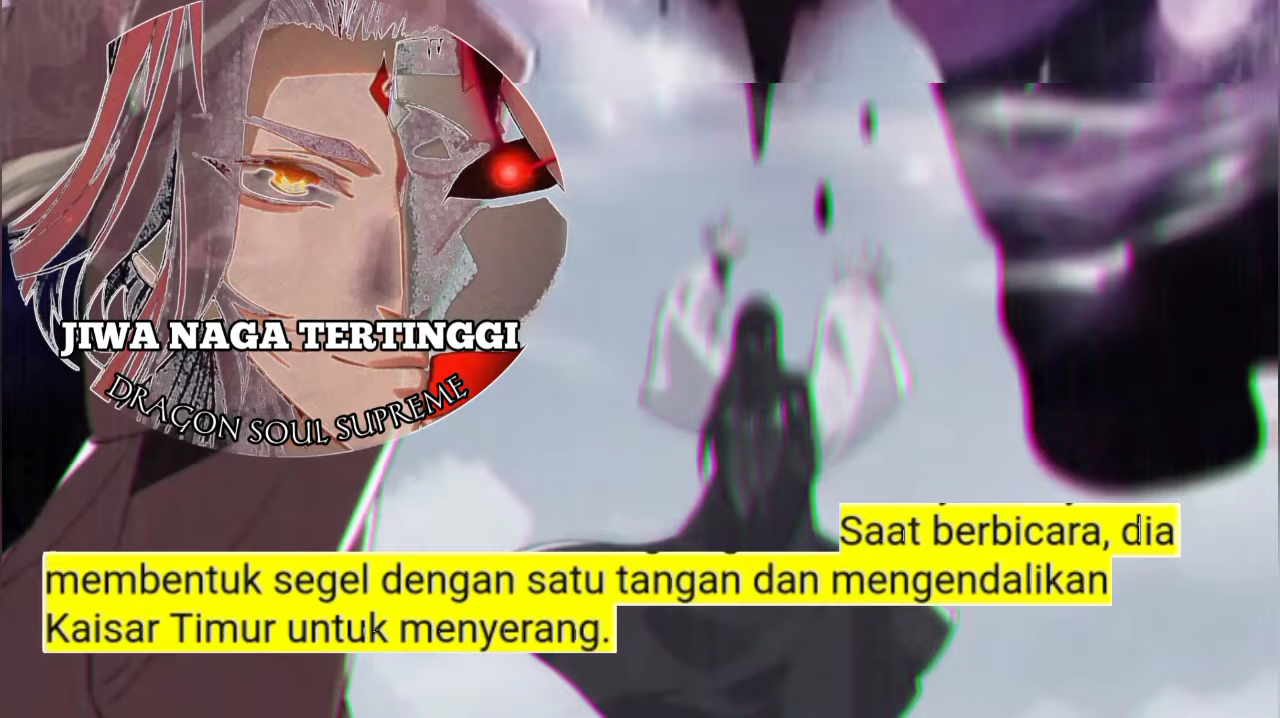 JIWA NAGA TERTINGGI
DRAGON SOUL SUPREME
Saat berbicara, dia
membentuk segel dengan satu tangan dan mengendalikan
Kaisar Timur untuk menyerang.